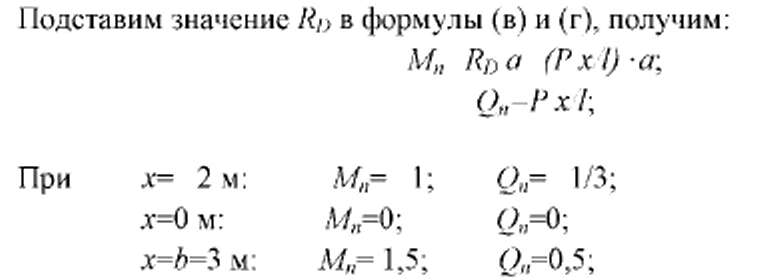 Подставим значение R_D в формулы (в) и (г), получим:
M_n R_D a (P x/l) ·a;
Q_n–P x/l;
При x= 2 м: M_n= 1; Q_n= 1/3;
x=0 м: M_n=0; Q_n=0;
x=b=3 м: M_n= 1,5; Q_n=0,5;